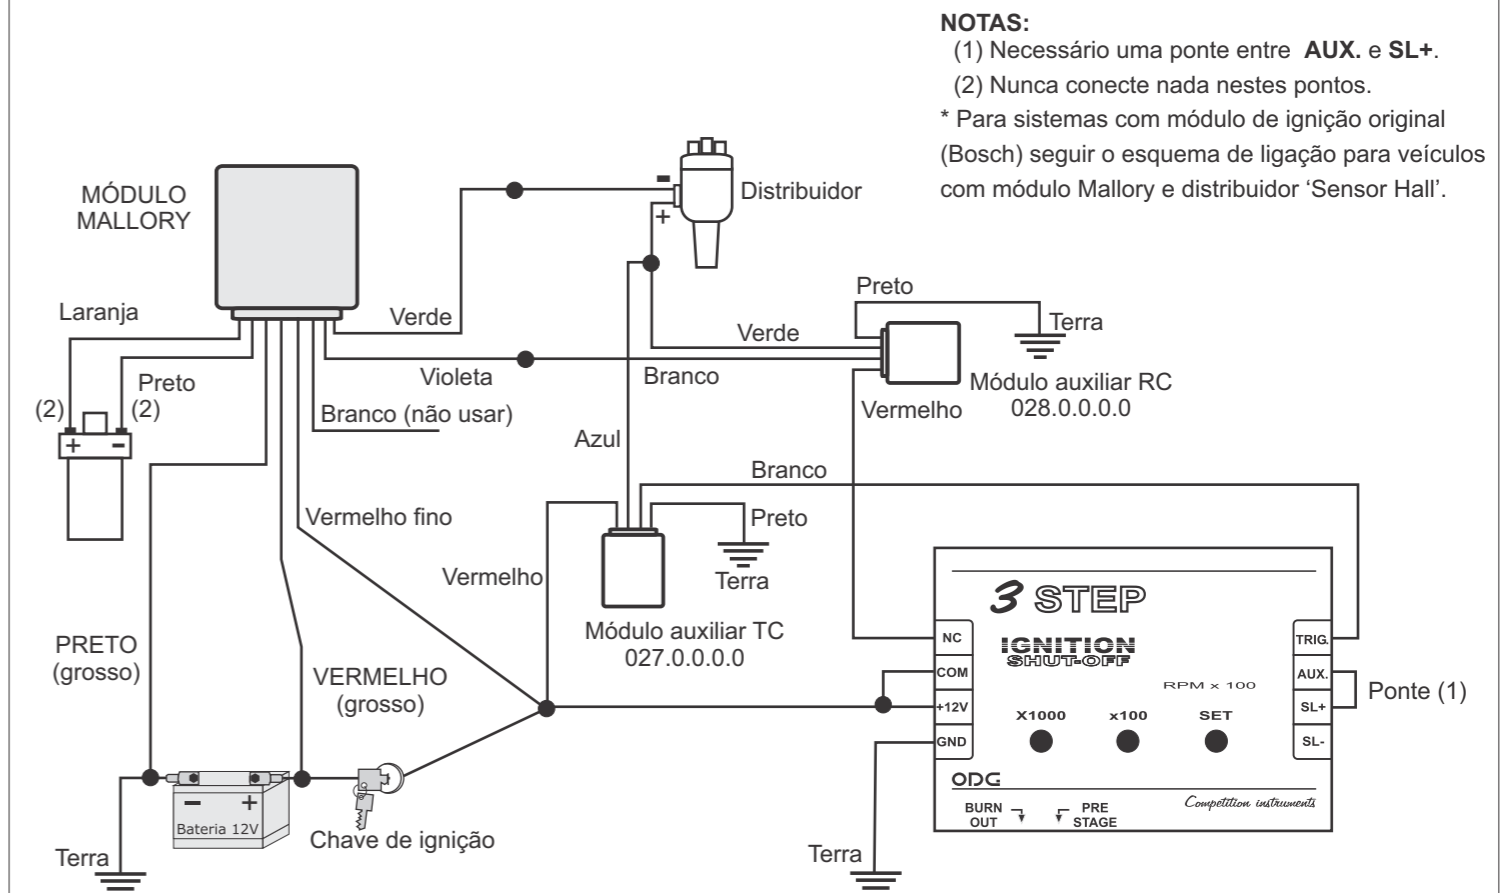 NOTAS:
(1) Necessário uma ponte entre AUX. e SL+.
(2) Nunca conecte nada nestes pontos.
* Para sistemas com módulo de ignição original
(Bosch) seguir o esquema de ligação para veículos
com módulo Mallory e distribuidor ‘Sensor Hall’.
MÓDULO
MALLORY
-
+
Distribuidor
Laranja
Verde
Preto
Terra
Verde
Violeta
Branco
Módulo auxiliar RC
028.0.0.0.0
Vermelho
Preto
(2)
(2)
+ -
Branco (não usar)
Azul
Branco
Vermelho fino
Preto
Terra
Vermelho
Módulo auxiliar TC
027.0.0.0.0
PRETO
(grosso)
VERMELHO
(grosso)
- +
Bateria 12V
Chave de ignição
Terra
Terra
3 STEP
IGNITION
SHUT-OFF
NC
COM
+12V
GND
TRIG.
AUX.
SL+
SL-
Ponte (1)
RPM x 100
X1000
x100
SET
ODG
Competition instruments
BURN
OUT
PRE
STAGE